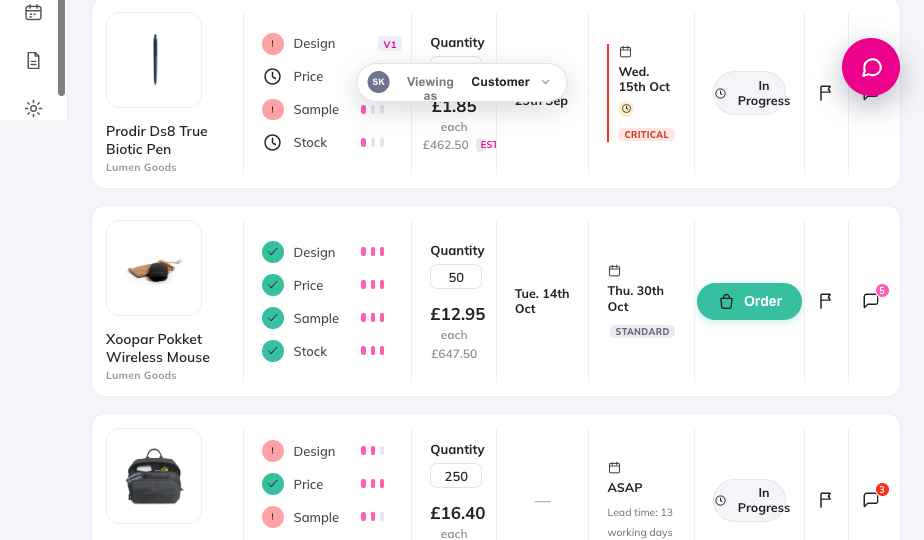 Design
V1
Quantity
Price
Sample
Stock
SK
Viewing as
Customer
£1.85
each
£462.50
EST
Sep
Wed.
15th Oct
CRITICAL
In
Progress
Prodir Ds8 True
Biotic Pen
Lumen Goods
Design
Price
Sample
Stock
Quantity
50
£12.95
each
£647.50
Tue. 14th
Oct
Thu. 30th
Oct
STANDARD
Order
5
Xoopar Pokket
Wireless Mouse
Lumen Goods
Design
Price
Sample
Quantity
250
£16.40
each
—
ASAP
Lead time: 13
working days
In
Progress
3